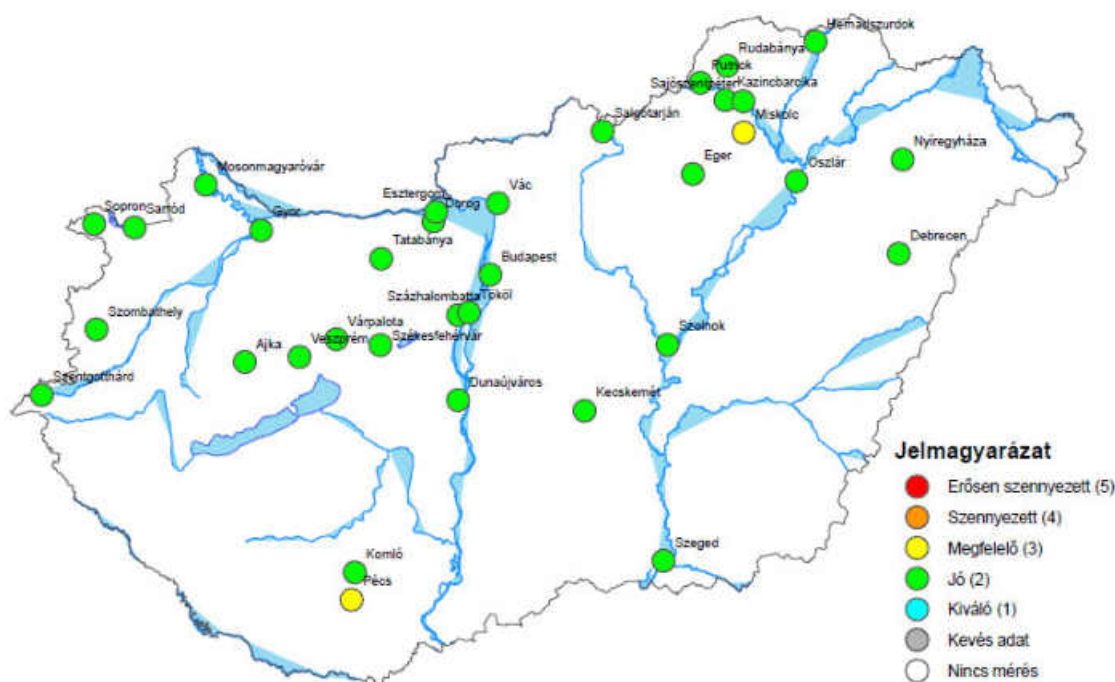 Hernádszurdok
Rudabánya
Putnok
Sajószentpéter
Kazincbarcika
Miskolc
Salgótarján
Eger
Oszlár
Nyíregyháza
Mosonmagyaróvár
Esztergom
Dorog
Vác
Sopron
Sarród
Győr
Tatabánya
Budapest
Debrecen
Százhalombatta
Tököl
Szombathely
Várpalota
Ajka
Veszprém
Székesfehérvár
Szolnok
Szentgotthárd
Dunaújváros
Kecskemét
Szeged
Komló
Pécs
Jelmagyarázat
Erősen szennyezett (5)
Szennyezett (4)
Megfelelő (3)
Jó (2)
Kiváló (1)
Kevés adat
Nincs mérés